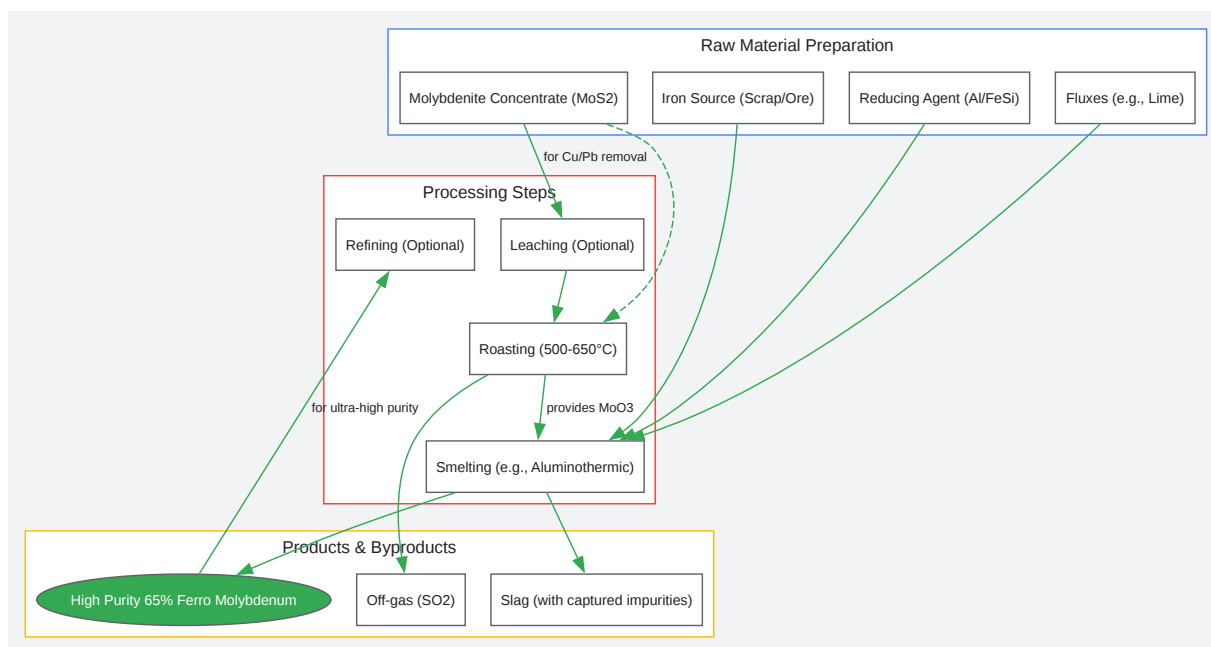 Raw Material Preparation
Molybdenite Concentrate (MoS2)
Iron Source (Scrap/Ore)
Reducing Agent (Al/FeSi)
Fluxes (e.g., Lime)
for Cu/Pb removal
Processing Steps
Refining (Optional)
Leaching (Optional)
Roasting (500-650°C)
for ultra-high purity
provides MoO3
Smelting (e.g., Aluminothermic)
Products & Byproducts
High Purity 65% Ferro Molybdenum
Off-gas (SO2)
Slag (with captured impurities)